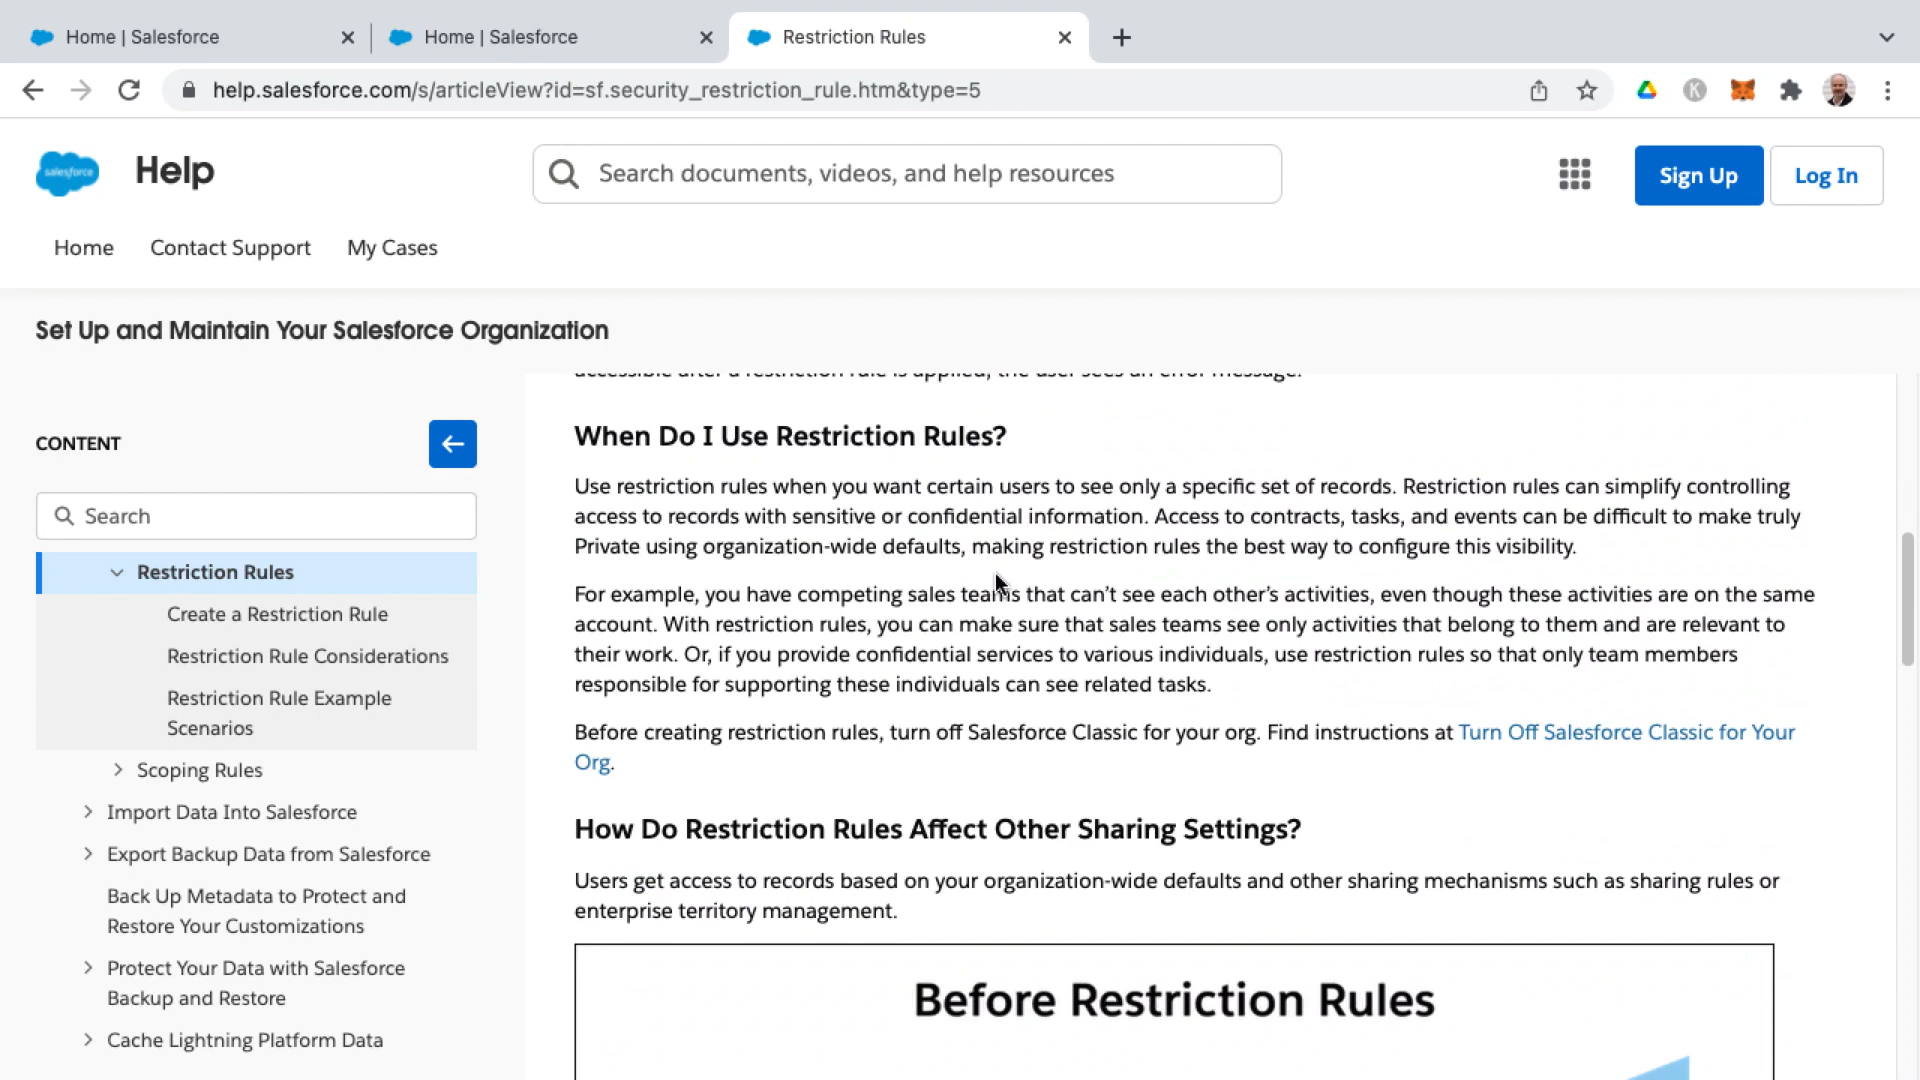 Home | Salesforce
Home | Salesforce
Restriction Rules
help.salesforce.com/s/articleView?id=sf.security_restriction_rule.htm&type=5
K
salesforce
Help
Search documents, videos, and help resources
Sign Up
Log In
Home
Contact Support
My Cases
Set Up and Maintain Your Salesforce Organization
CONTENT
Search
Restriction Rules
Create a Restriction Rule
Restriction Rule Considerations
Restriction Rule Example
Scenarios
Scoping Rules
Import Data Into Salesforce
Export Backup Data from Salesforce
Back Up Metadata to Protect and
Restore Your Customizations
Protect Your Data with Salesforce
Backup and Restore
Cache Lightning Platform Data
accessible after a restriction rule is applied, the user sees an error message.
When Do I Use Restriction Rules?
Use restriction rules when you want certain users to see only a specific set of records. Restriction rules can simplify controlling
access to records with sensitive or confidential information. Access to contracts, tasks, and events can be difficult to make truly
Private using organization-wide defaults, making restriction rules the best way to configure this visibility.
For example, you have competing sales teams that can't see each other's activities, even though these activities are on the same
account. With restriction rules, you can make sure that sales teams see only activities that belong to them and are relevant to
their work. Or, if you provide confidential services to various individuals, use restriction rules so that only team members
responsible for supporting these individuals can see related tasks.
Before creating restriction rules, turn off Salesforce Classic for your org. Find instructions at Turn Off Salesforce Classic for Your
Org.
How Do Restriction Rules Affect Other Sharing Settings?
Users get access to records based on your organization-wide defaults and other sharing mechanisms such as sharing rules or
enterprise territory management.
Before Restriction Rules